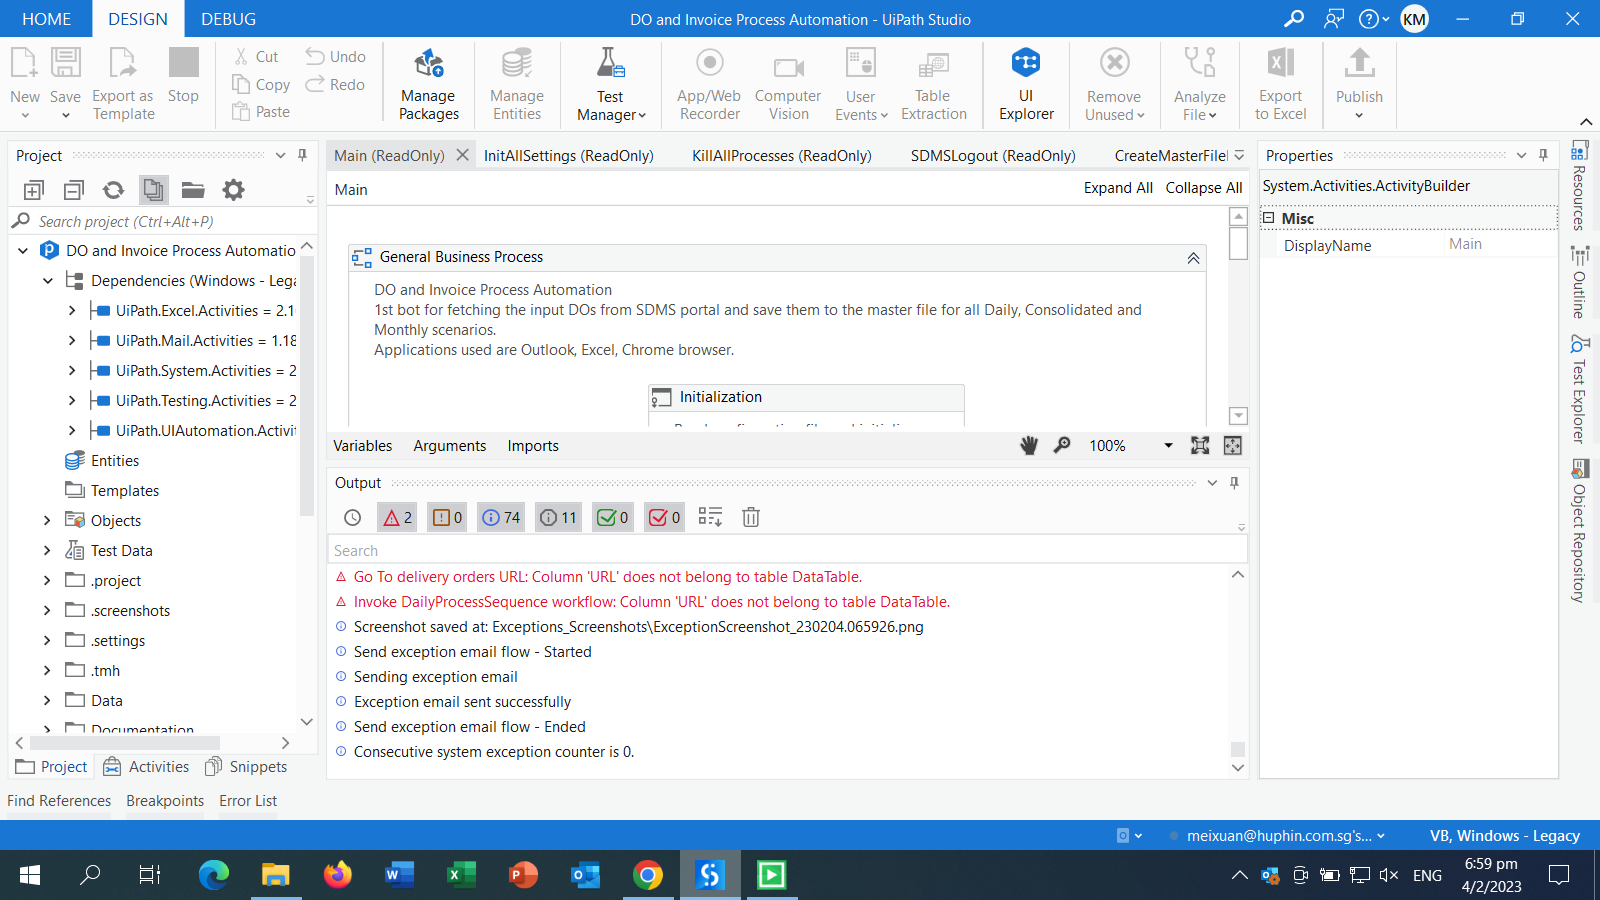 HOME
DESIGN
DEBUG
DO and Invoice Process Automation - UiPath Studio
KM
New
Save
Export as
Template
Stop
Cut
Copy
Paste
Undo
Redo
Manage
Packages
Manage
Entities
Test
Manager
App/Web
Recorder
Computer
Vision
User
Events
Table
Extraction
UI
Explorer
Remove
Unused
Analyze
File
Export
to Excel
Publish
Project
Search project (Ctrl+Alt+P)
DO and Invoice Process Automatio
Dependencies (Windows - Lega
UiPath.Excel.Activities = 2.1
UiPath.Mail.Activities = 1.18
UiPath.System.Activities = 2
UiPath.Testing.Activities = 2
UiPath.UIAutomation.Activit
Entities
Templates
Objects
Test Data
.project
.screenshots
.settings
.tmh
Data
Documentation
Project
Activities
Snippets
Find References
Breakpoints
Error List
Main (ReadOnly)
InitAllSettings (ReadOnly)
KillAllProcesses (ReadOnly)
SDMSLogout (ReadOnly)
CreateMasterFile
Main
Expand All
Collapse All
General Business Process
DO and Invoice Process Automation
1st bot for fetching the input DOs from SDMS portal and save them to the master file for all Daily, Consolidated and
Monthly scenarios.
Applications used are Outlook, Excel, Chrome browser.
Initialization
Variables
Arguments
Imports
100%
Output
2
0
74
11
0
0
Search
Go To delivery orders URL: Column 'URL' does not belong to table DataTable.
Invoke DailyProcessSequence workflow: Column 'URL' does not belong to table DataTable.
Screenshot saved at: Exceptions_Screenshots\ExceptionScreenshot_230204.065926.png
Send exception email flow - Started
Sending exception email
Exception email sent successfully
Send exception email flow - Ended
Consecutive system exception counter is 0.
Properties
System.Activities.ActivityBuilder
Misc
DisplayName
Main
Resources
Outline
Test Explorer
Object Repository
meixuan@huphin.com.sg's...
VB, Windows - Legacy
ENG
6:59 pm
4/2/2023